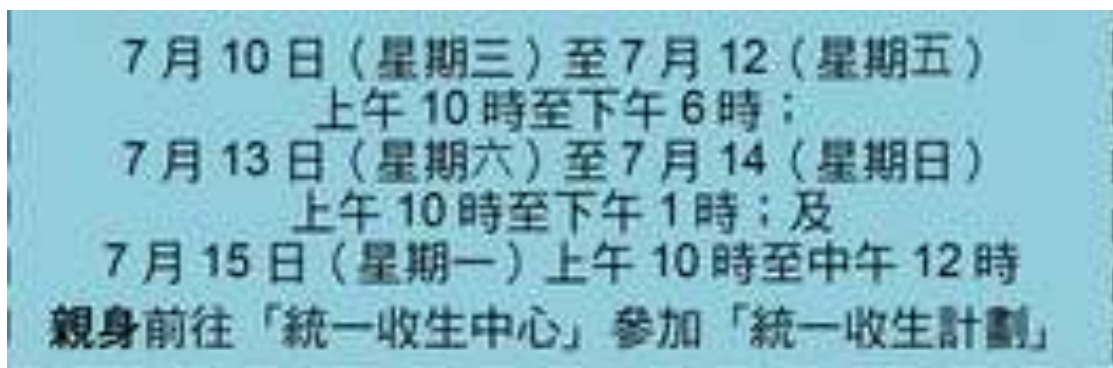 7 月 10 日（星期三）至 7 月 12（星期五）
上午 10 時至下午 6 時；
7 月 13 日（星期六）至 7 月 14（星期日）
上午 10 時至下午 1 時；及
7 月 15 日（星期一）上午 10 時至中午 12 時
親身前往「統一收生中心」參加「統一收生計劃」